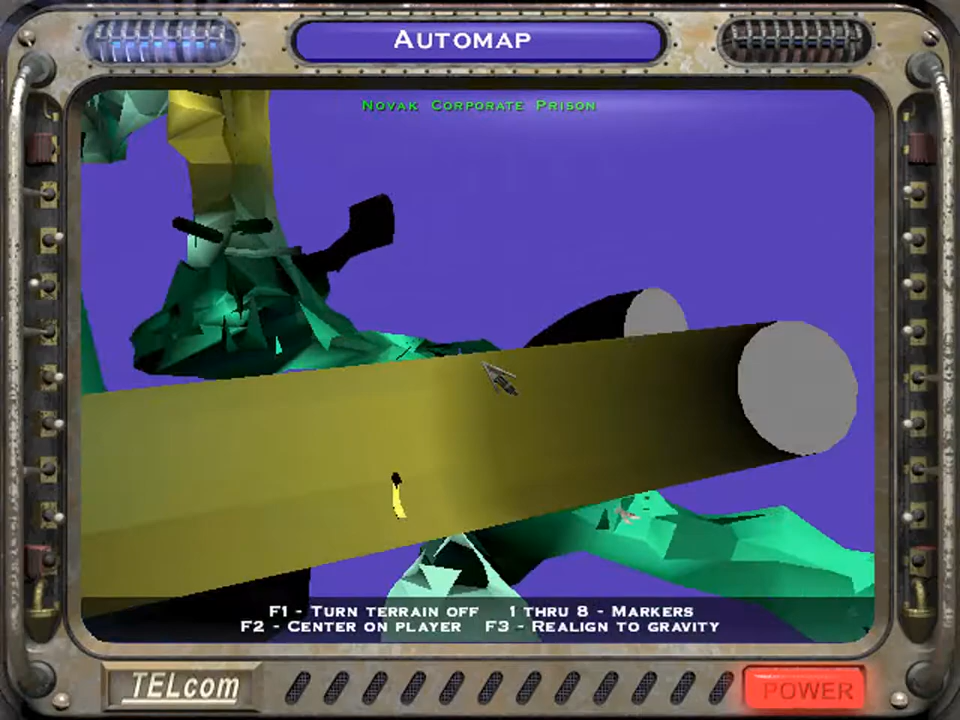 AUTOMAP
NOVAK CORPORATE PRISON
F1 - TURN TERRAIN OFF 1 THRU 8 - MARKERS
F2 - CENTER ON PLAYER F3 - REALIGN TO GRAVITY
TELcom POWER